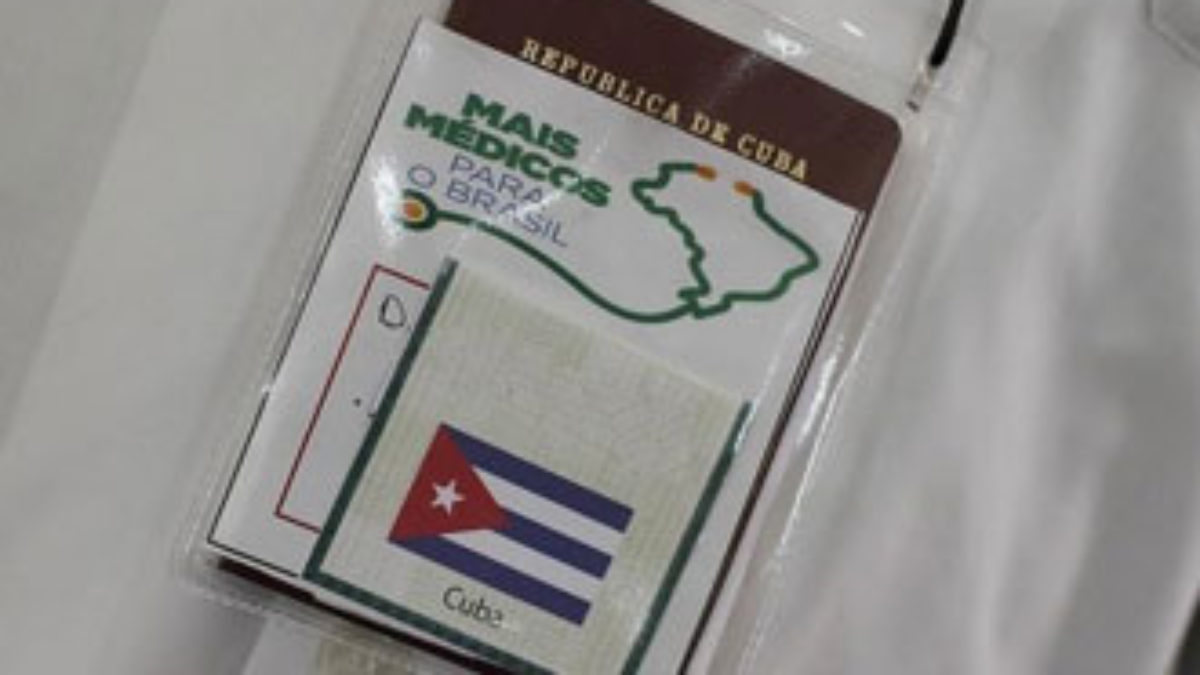 REPUBLICA DE CUBA
MAIS
MÉDICOS
PARA
O BRASIL
D
Cuba